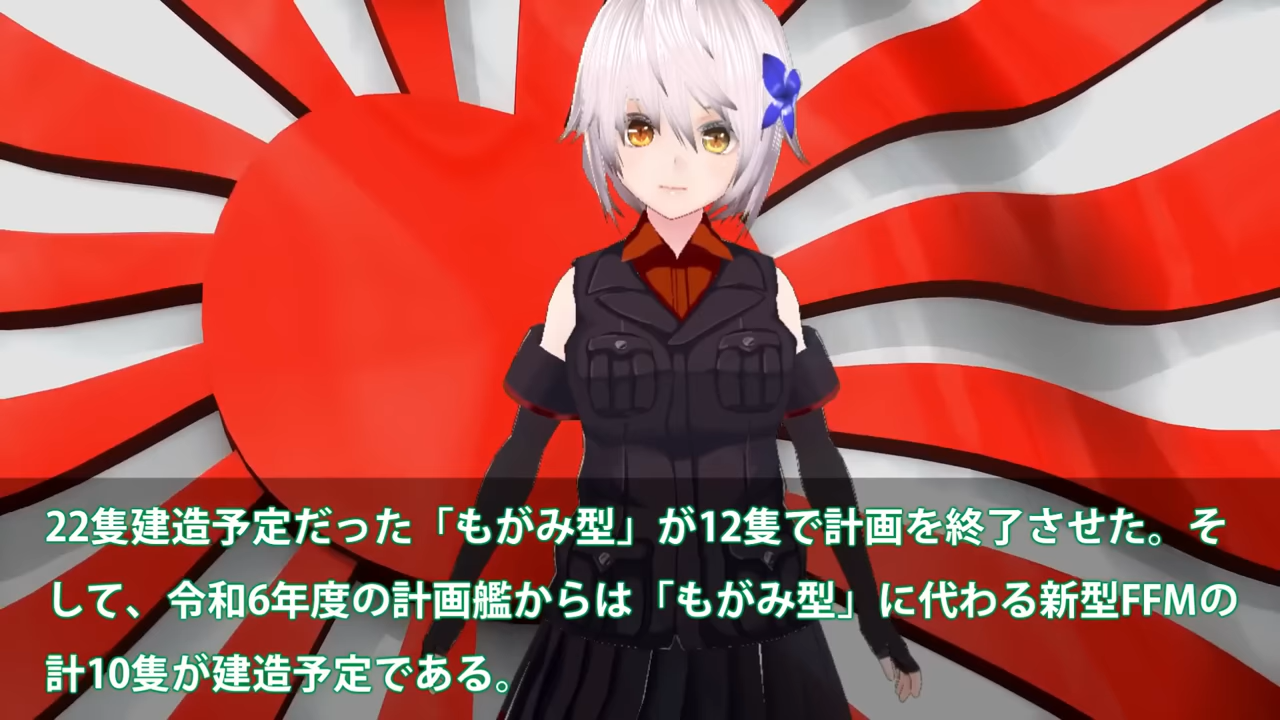 22隻建造予定だった「もがみ型」が12隻で計画を終了させた。そ
して、令和6年度の計画艦からは「もがみ型」に代わる新型FFMの
計10隻が建造予定である。